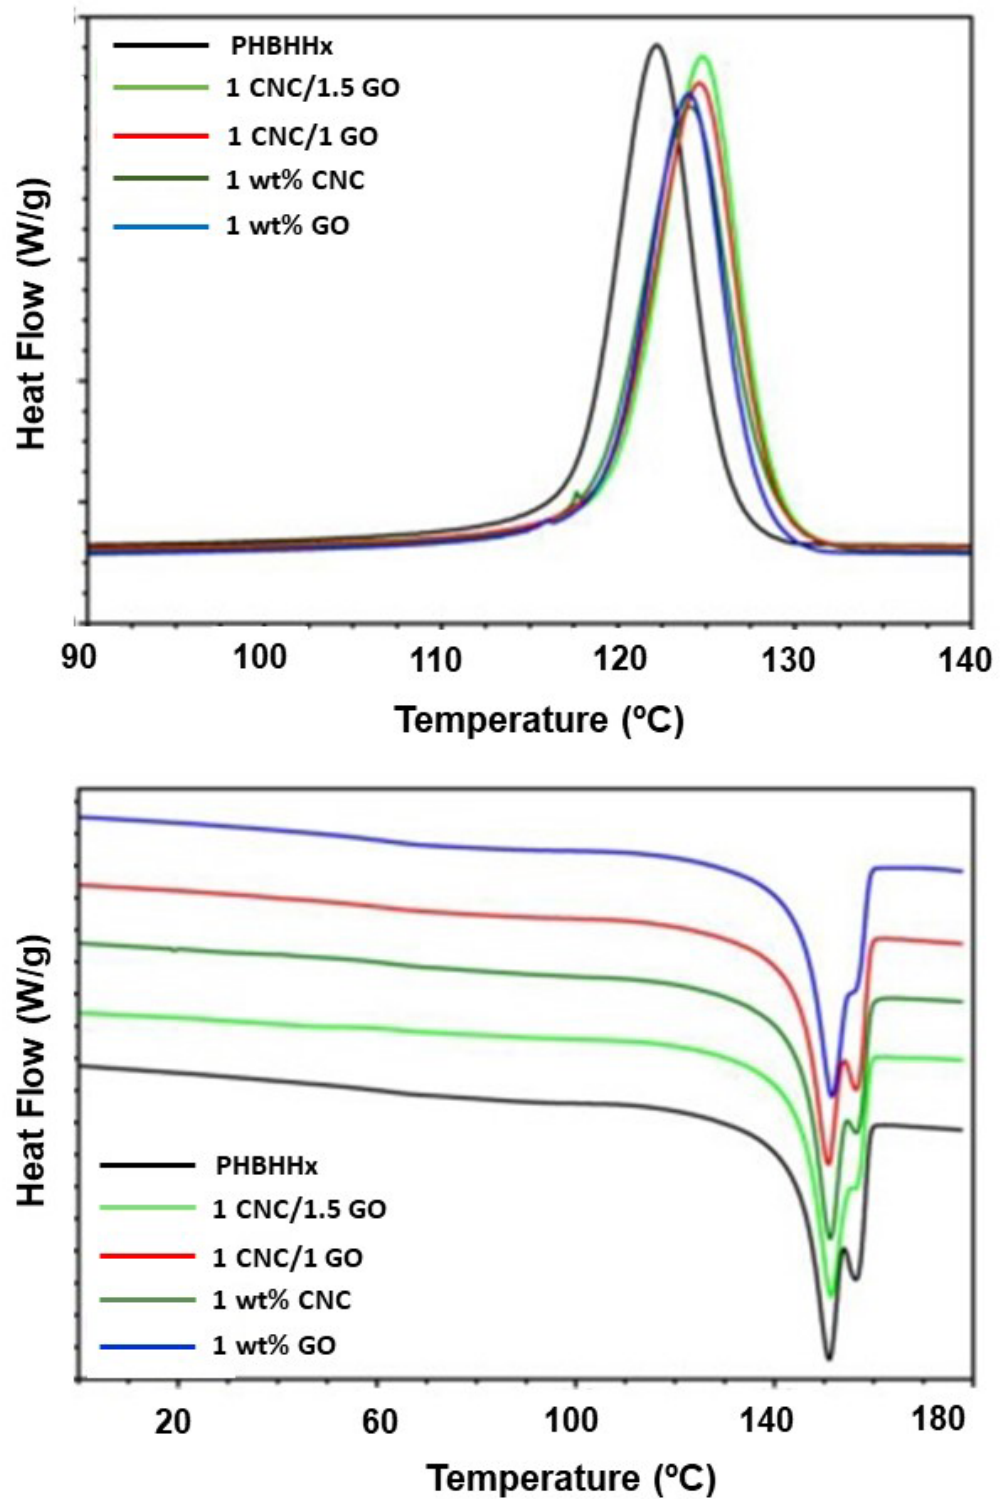 PHBHHx
1 CNC/1.5 GO
1 CNC/1 GO
1 wt% CNC
1 wt% GO
Heat Flow (W/g)
90 100 110 120 130 140
Temperature (ºC)
Heat Flow (W/g)
PHBHHx
1 CNC/1.5 GO
1 CNC/1 GO
1 wt% CNC
1 wt% GO
20 60 100 140 180
Temperature (ºC)